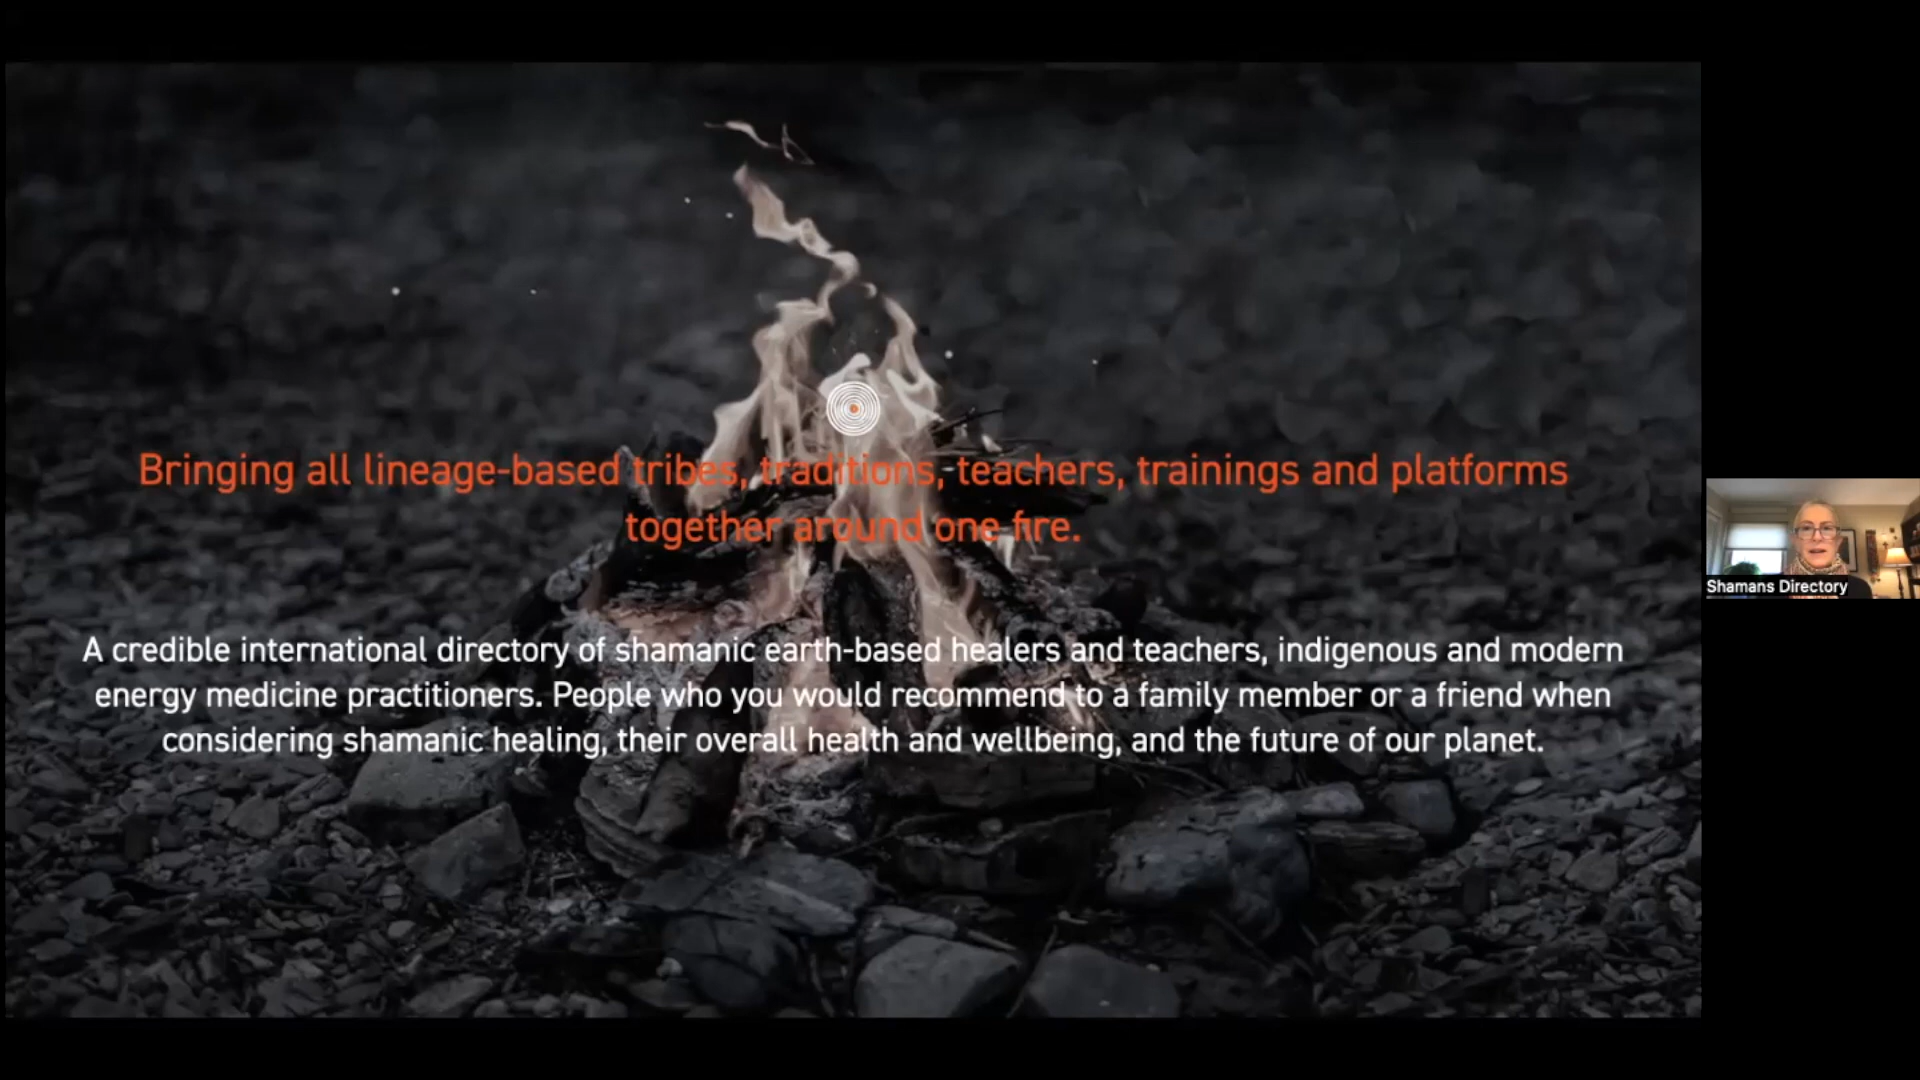 Bringing all lineage-based tribes, traditions, teachers, trainings and platforms
together around one fire.
A credible international directory of shamanic earth-based healers and teachers, indigenous and modern
energy medicine practitioners. People who you would recommend to a family member or a friend when
considering shamanic healing, their overall health and wellbeing, and the future of our planet.
Shamans Directory